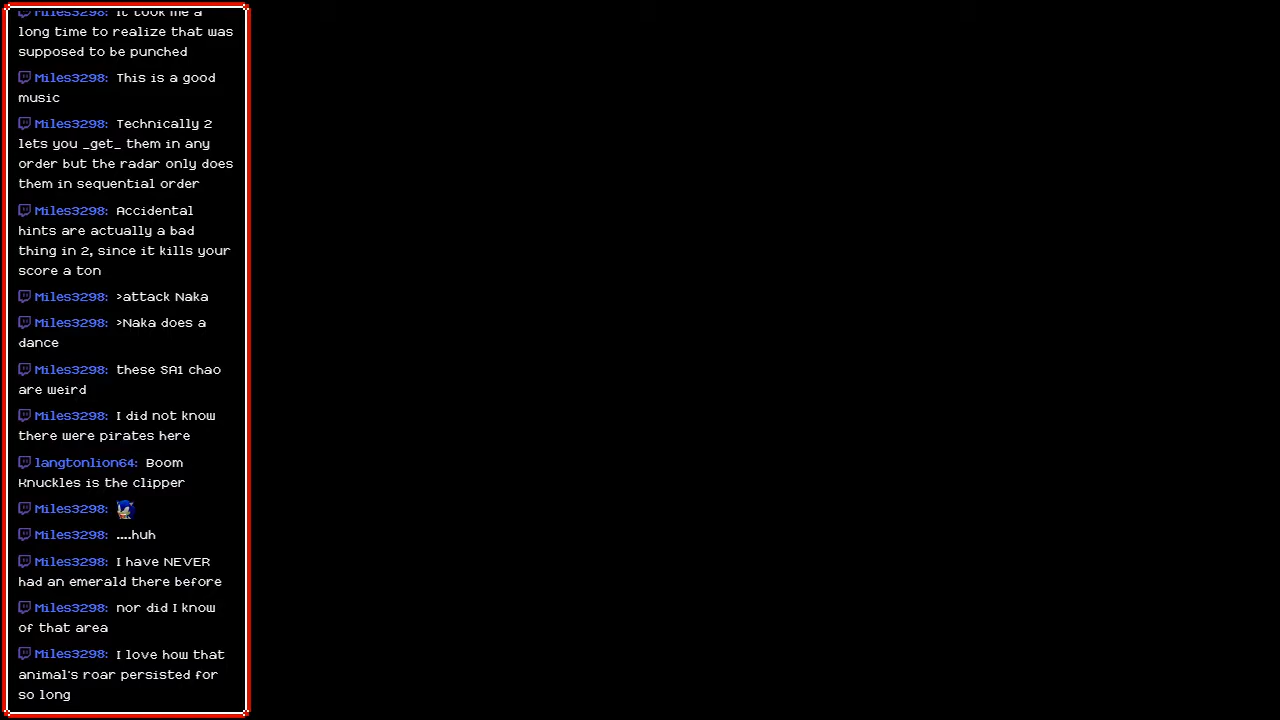 Miles3298: It took me a
long time to realize that was
supposed to be punched
Miles3298: This is a good
music
Miles3298: Technically 2
lets you _get_ them in any
order but the radar only does
them in sequential order
Miles3298: Accidental
hints are actually a bad
thing in 2, since it kills your
score a ton
Miles3298: >attack Naka
Miles3298: >Naka does a
dance
Miles3298: these SA1 chao
are weird
Miles3298: I did not know
there were pirates here
langtonlion64: Boom
Knuckles is the clipper
Miles3298:
Miles3298: ....huh
Miles3298: I have NEVER
had an emerald there before
Miles3298: nor did I know
of that area
Miles3298: I love how that
animal's roar persisted for
so long